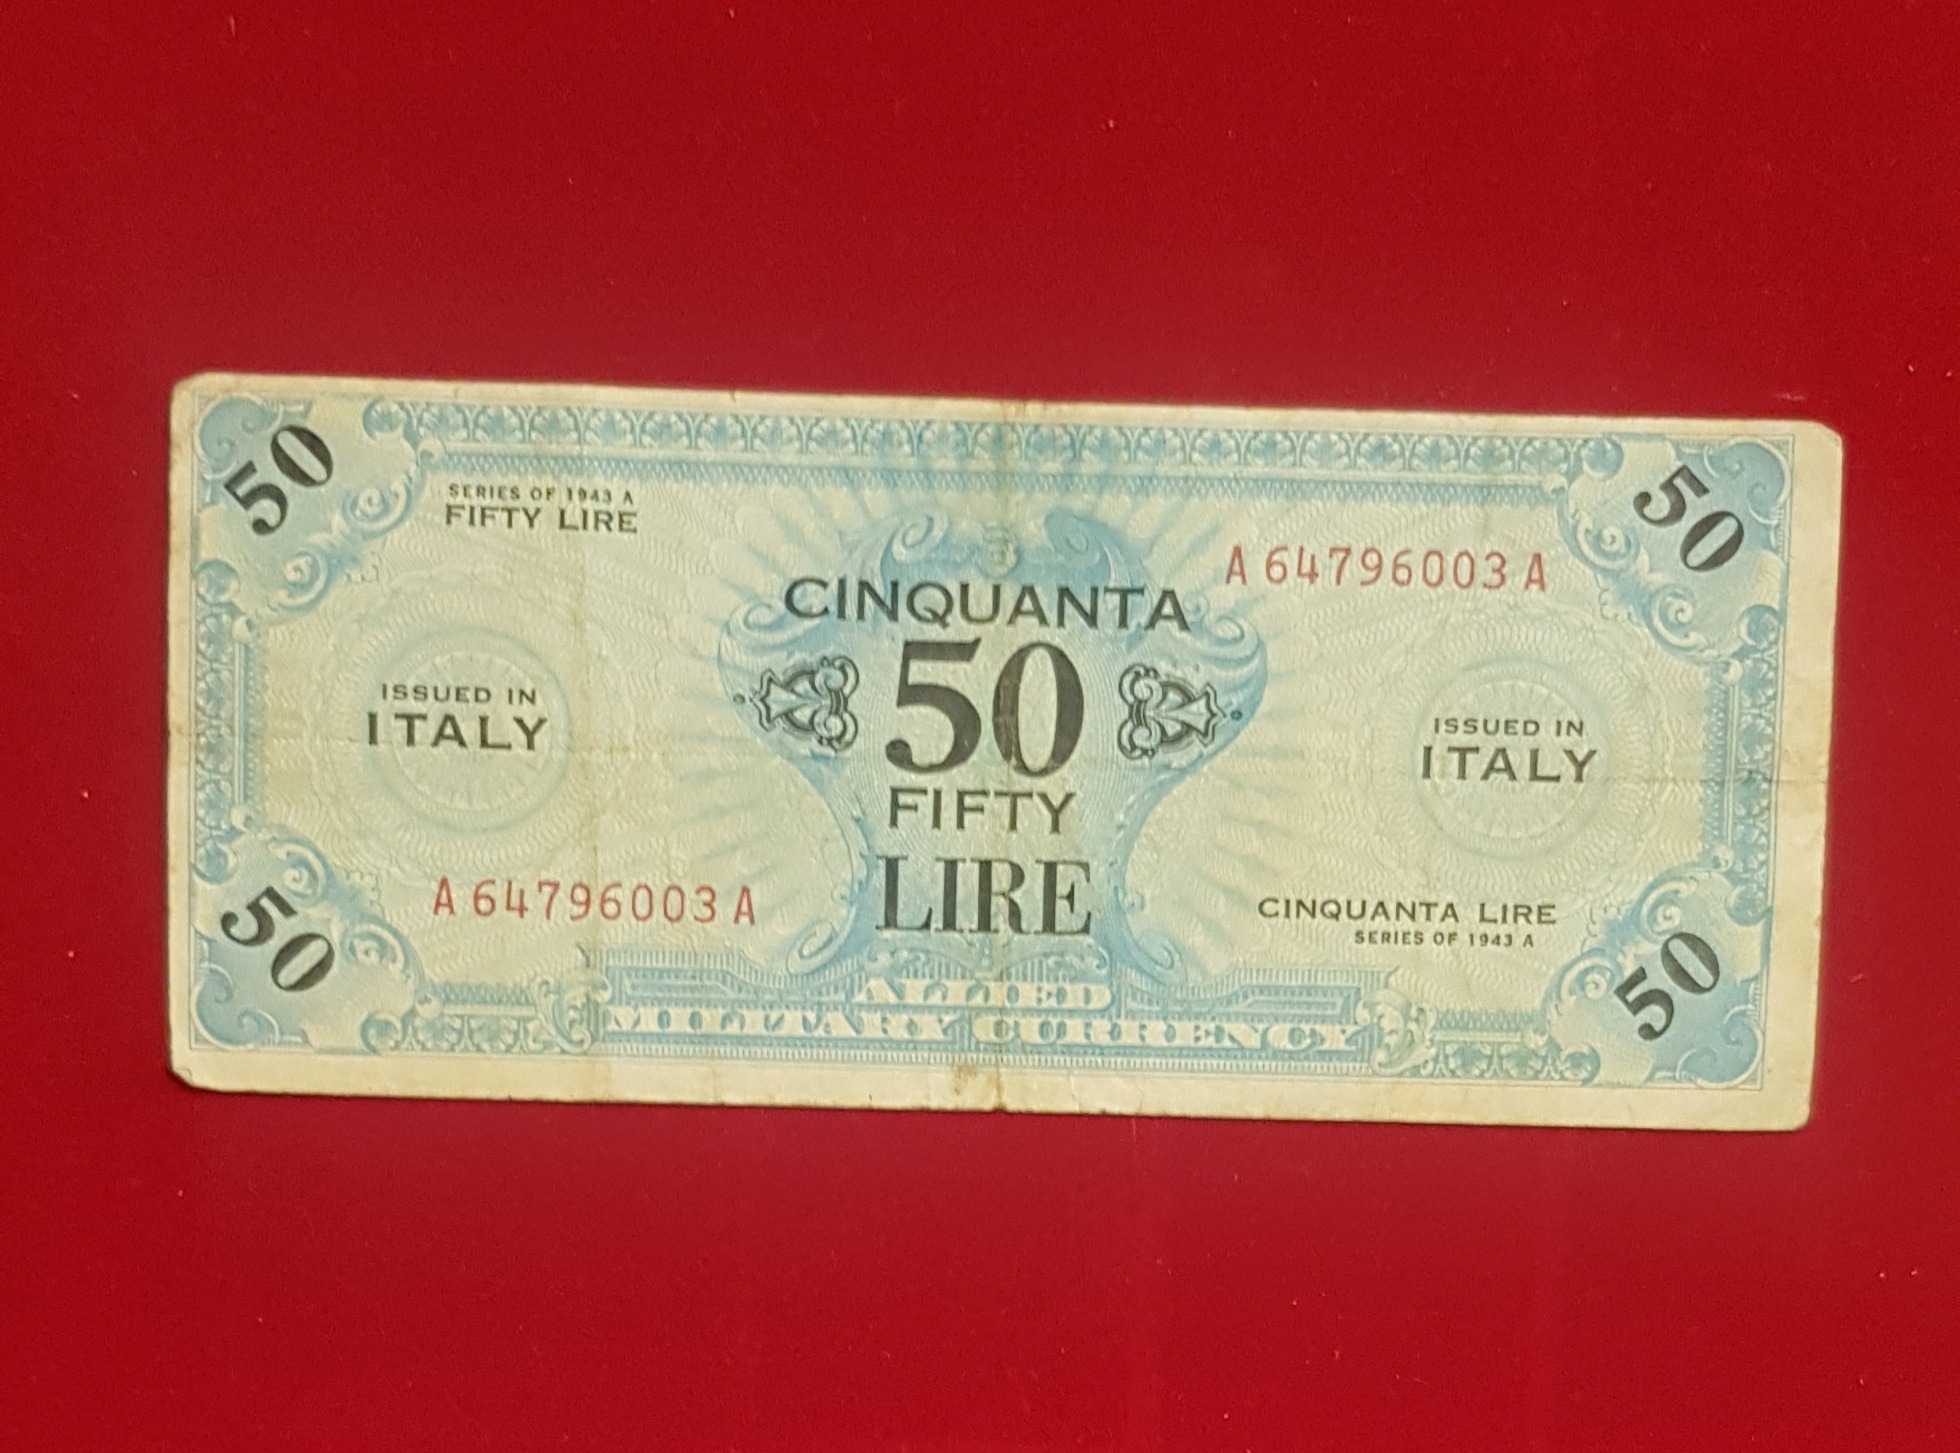 50
50
SERIES OF 1943 A
FIFTY LIRE
A 64796003 A
CINQUANTA
50
FIFTY
LIRE
ISSUED IN
ITALY
ISSUED IN
ITALY
A 64796003 A
CINQUANTA LIRE
SERIES OF 1943 A
50
50
ALLIED
MILITARY CURRENCY